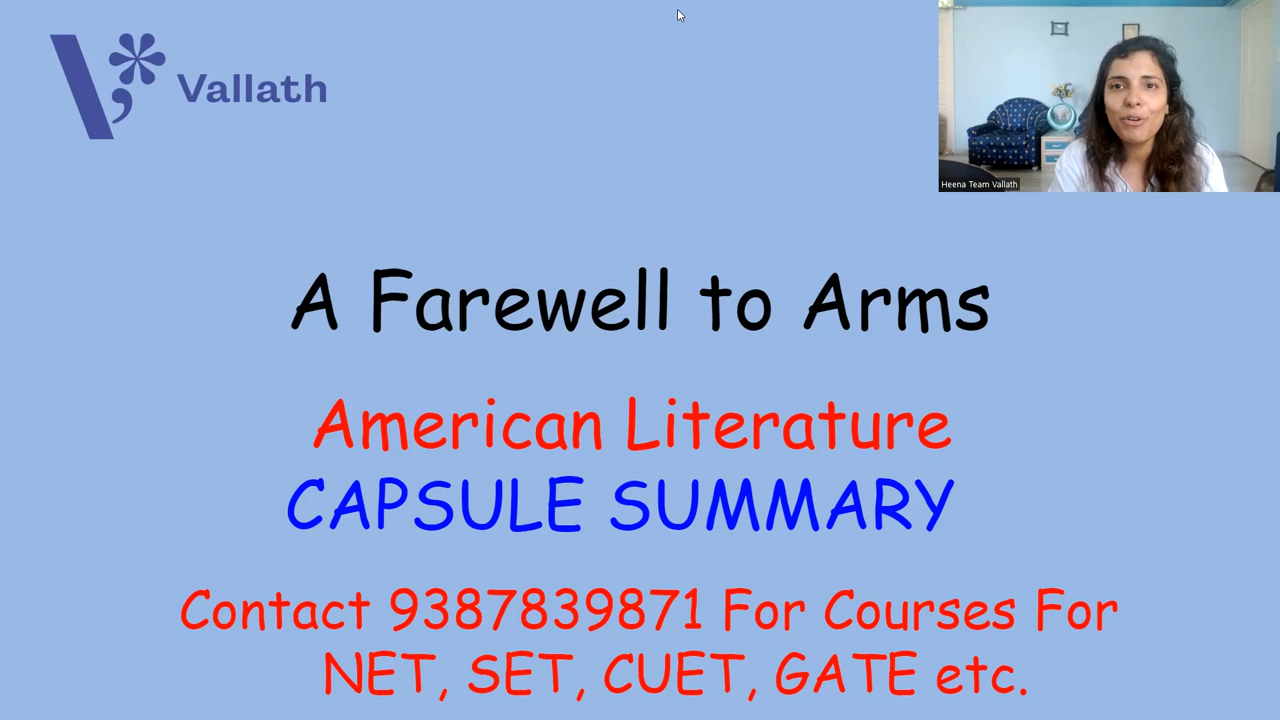 Vallath
Heena Team Vallath
A Farewell to Arms
American Literature
CAPSULE SUMMARY
Contact 9387839871 For Courses For
NET, SET, CUET, GATE etc.